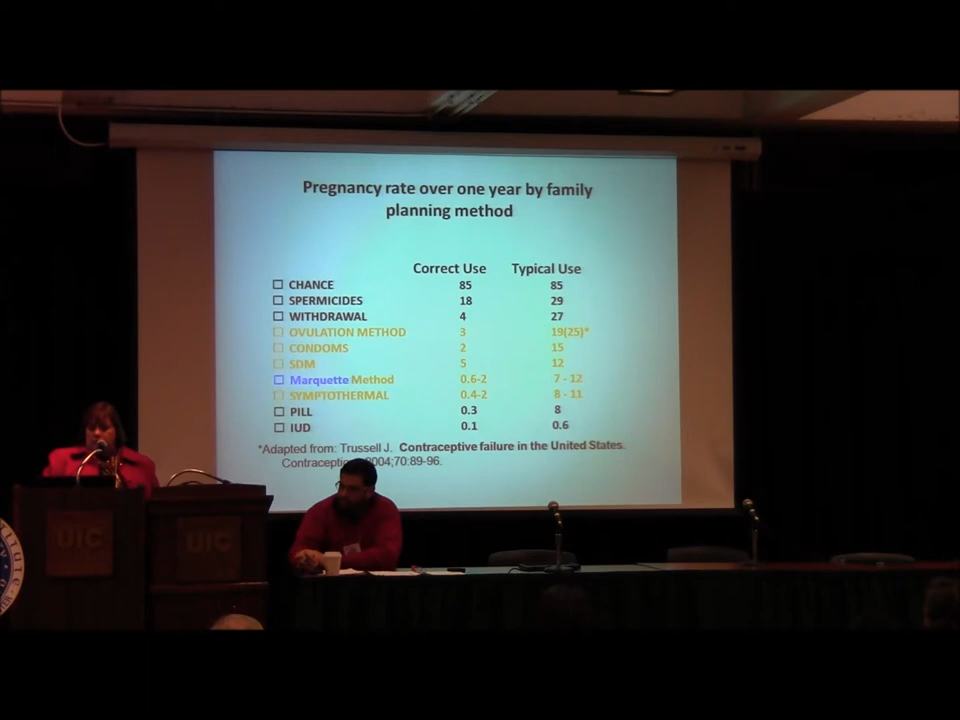 Pregnancy rate over one year by family
planning method
Correct Use Typical Use
☐ CHANCE 85 85
☐ SPERMICIDES 18 29
☐ WITHDRAWAL 4 27
☐ OVULATION METHOD 3 19(25)*
☐ CONDOMS 2 15
☐ SDM 5 12
☐ Marquette Method 0.6-2 7 - 12
☐ SYMPTOTHERMAL 0.4-2 8 - 11
☐ PILL 0.3 8
☐ IUD 0.1 0.6
*Adapted from: Trussell J. Contraceptive failure in the United States.
2004;70:89-96.
UIC
UIC